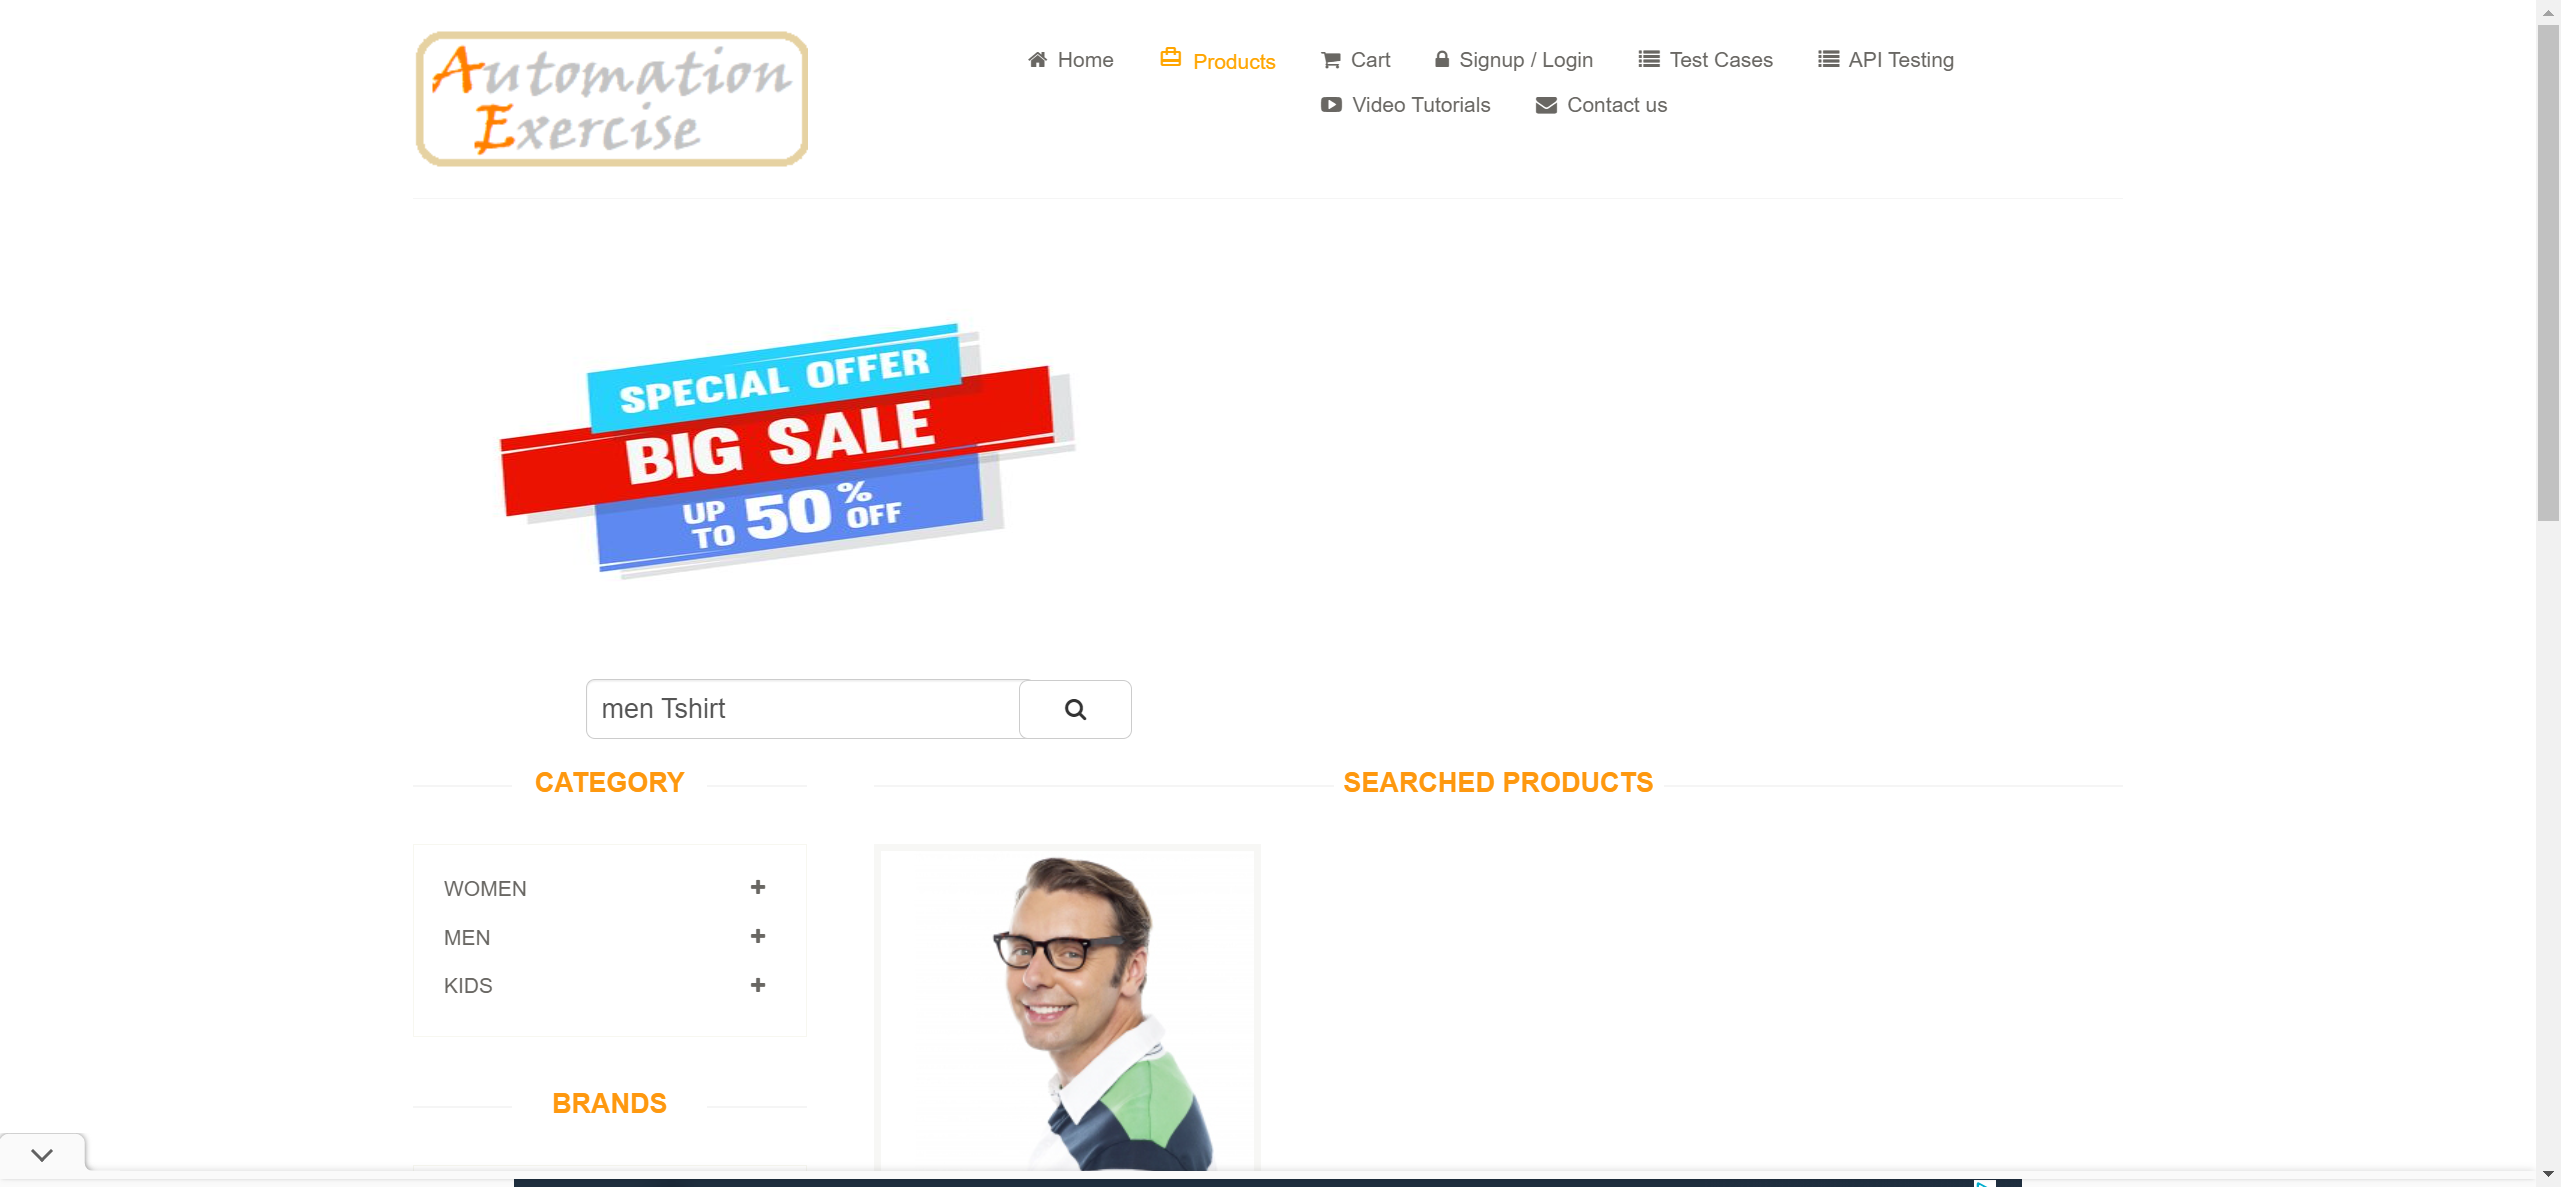 Automation
Exercise
Home
Products
Cart
Signup / Login
Test Cases
API Testing
Video Tutorials
Contact us
SPECIAL OFFER
BIG SALE
UP TO 50% OFF
men Tshirt
CATEGORY
SEARCHED PRODUCTS
WOMEN
MEN
KIDS
BRANDS